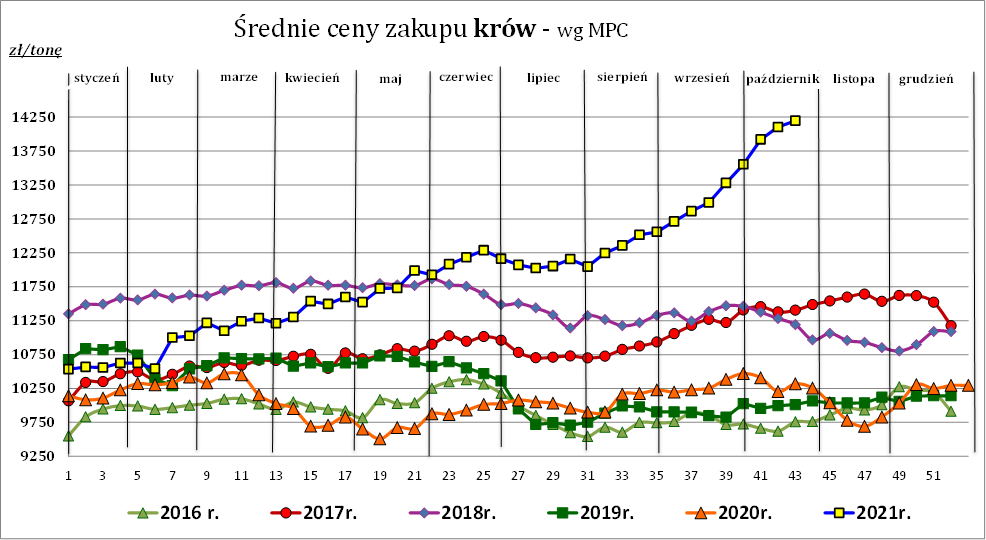 Średnie ceny zakupu krów - wg MPC
zł/tonę
styczeń luty marze kwiecień maj czerwiec lipiec sierpień wrzesień październik listopa grudzień
14250
13750
13250
12750
12250
11750
11250
10750
10250
9750
9250
1 3 5 7 9 11 13 15 17 19 21 23 25 27 29 31 33 35 37 39 41 43 45 47 49 51
2016 r. 2017r. 2018r. 2019r. 2020r. 2021r.